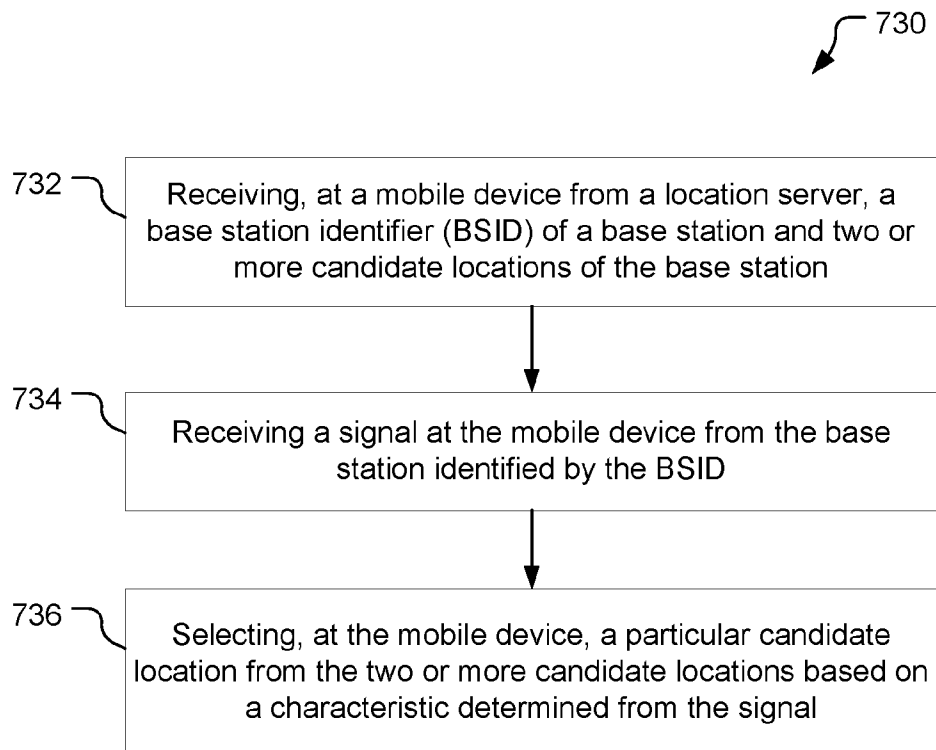 730
732
Receiving, at a mobile device from a location server, a
base station identifier (BSID) of a base station and two or
more candidate locations of the base station
734
Receiving a signal at the mobile device from the base
station identified by the BSID
736
Selecting, at the mobile device, a particular candidate
location from the two or more candidate locations based on
a characteristic determined from the signal